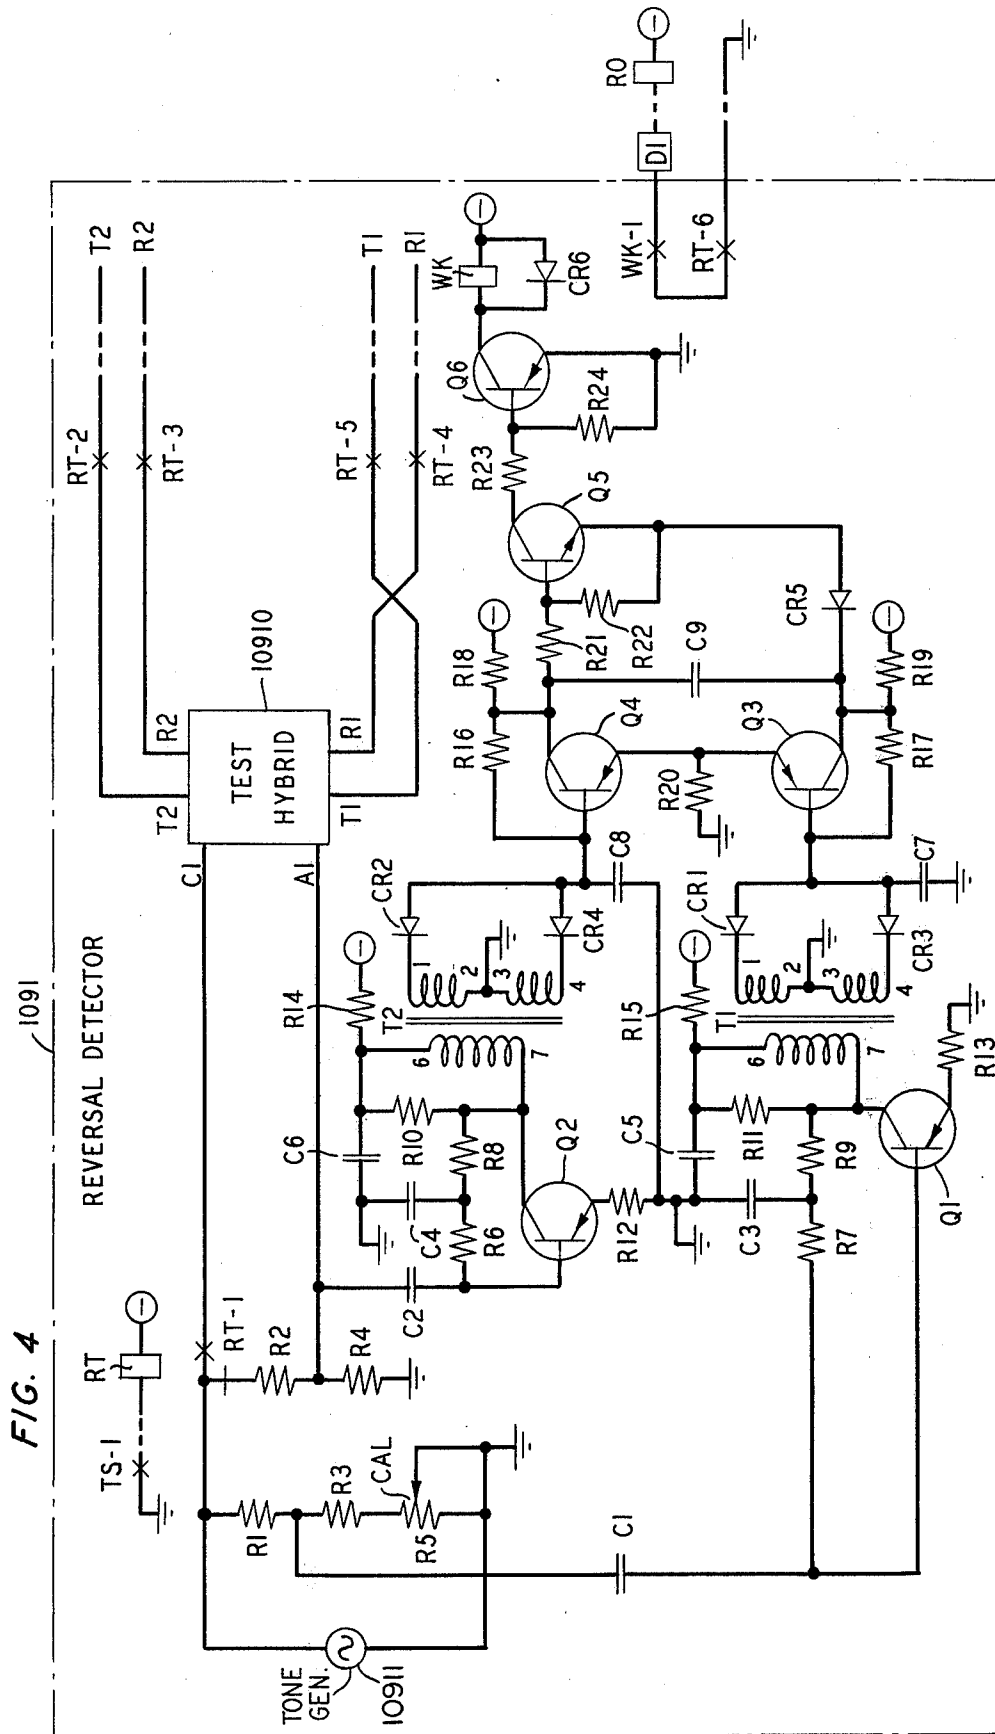 FIG. 4
1091
REVERSAL DETECTOR
TS-1
RT
TONE
GEN.
10911
R1
R3
CAL
R5
C1
RT-1
R2
R4
C1
A1
T2
R2
TEST
HYBRID
T1
R1
10910
RT-2
RT-3
T2
R2
RT-5
RT-4
T1
R1
C2
C4
R6
C6
R10
R8
R14
T2
6
7
1
2
3
4
CR2
CR4
C8
Q2
R12
R16
R18
Q4
R20
Q3
R17
R19
C9
R21
R22
Q5
CR5
R23
R24
Q6
WK
CR6
WK-1
RT-6
D1
RO
C3
C5
R11
R9
R7
R15
T1
6
7
1
2
3
4
CR1
CR3
C7
Q1
R13